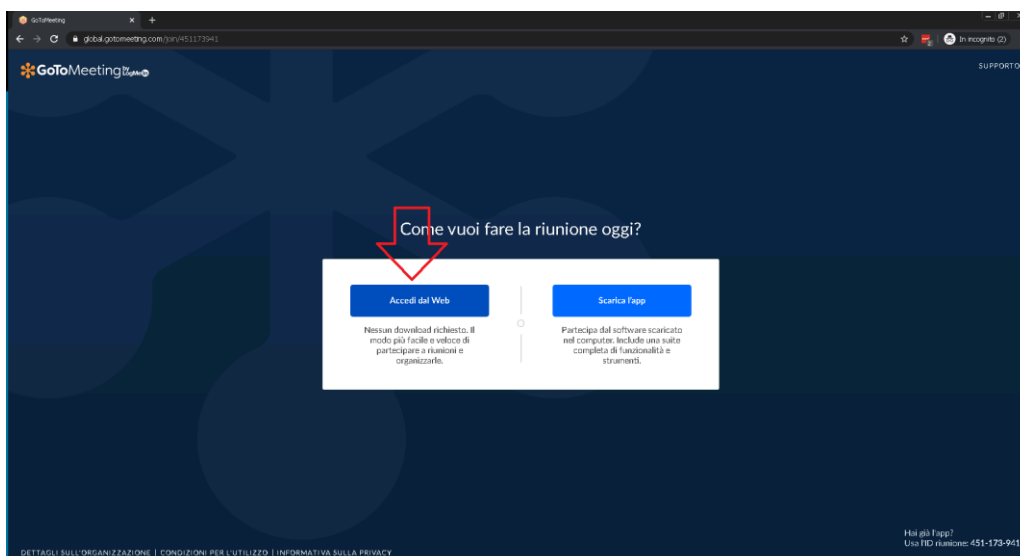 GoToMeeting
global.gotomeeting.com/join/451173941
In incognito (2)
GoToMeeting by LogMeIn
SUPPORTO
Come vuoi fare la riunione oggi?
Accedi dal Web
Nessun download richiesto. Il
modo più facile e veloce di
partecipare a riunioni e
organizzarle.
O
Scarica l'app
Partecipa dal software scaricato
nel computer. Include una suite
completa di funzionalità e
strumenti.
Hai già l'app?
Usa l'ID riunione: 451-173-941
DETTAGLI SULL'ORGANIZZAZIONE | CONDIZIONI PER L'UTILIZZO | INFORMATIVA SULLA PRIVACY